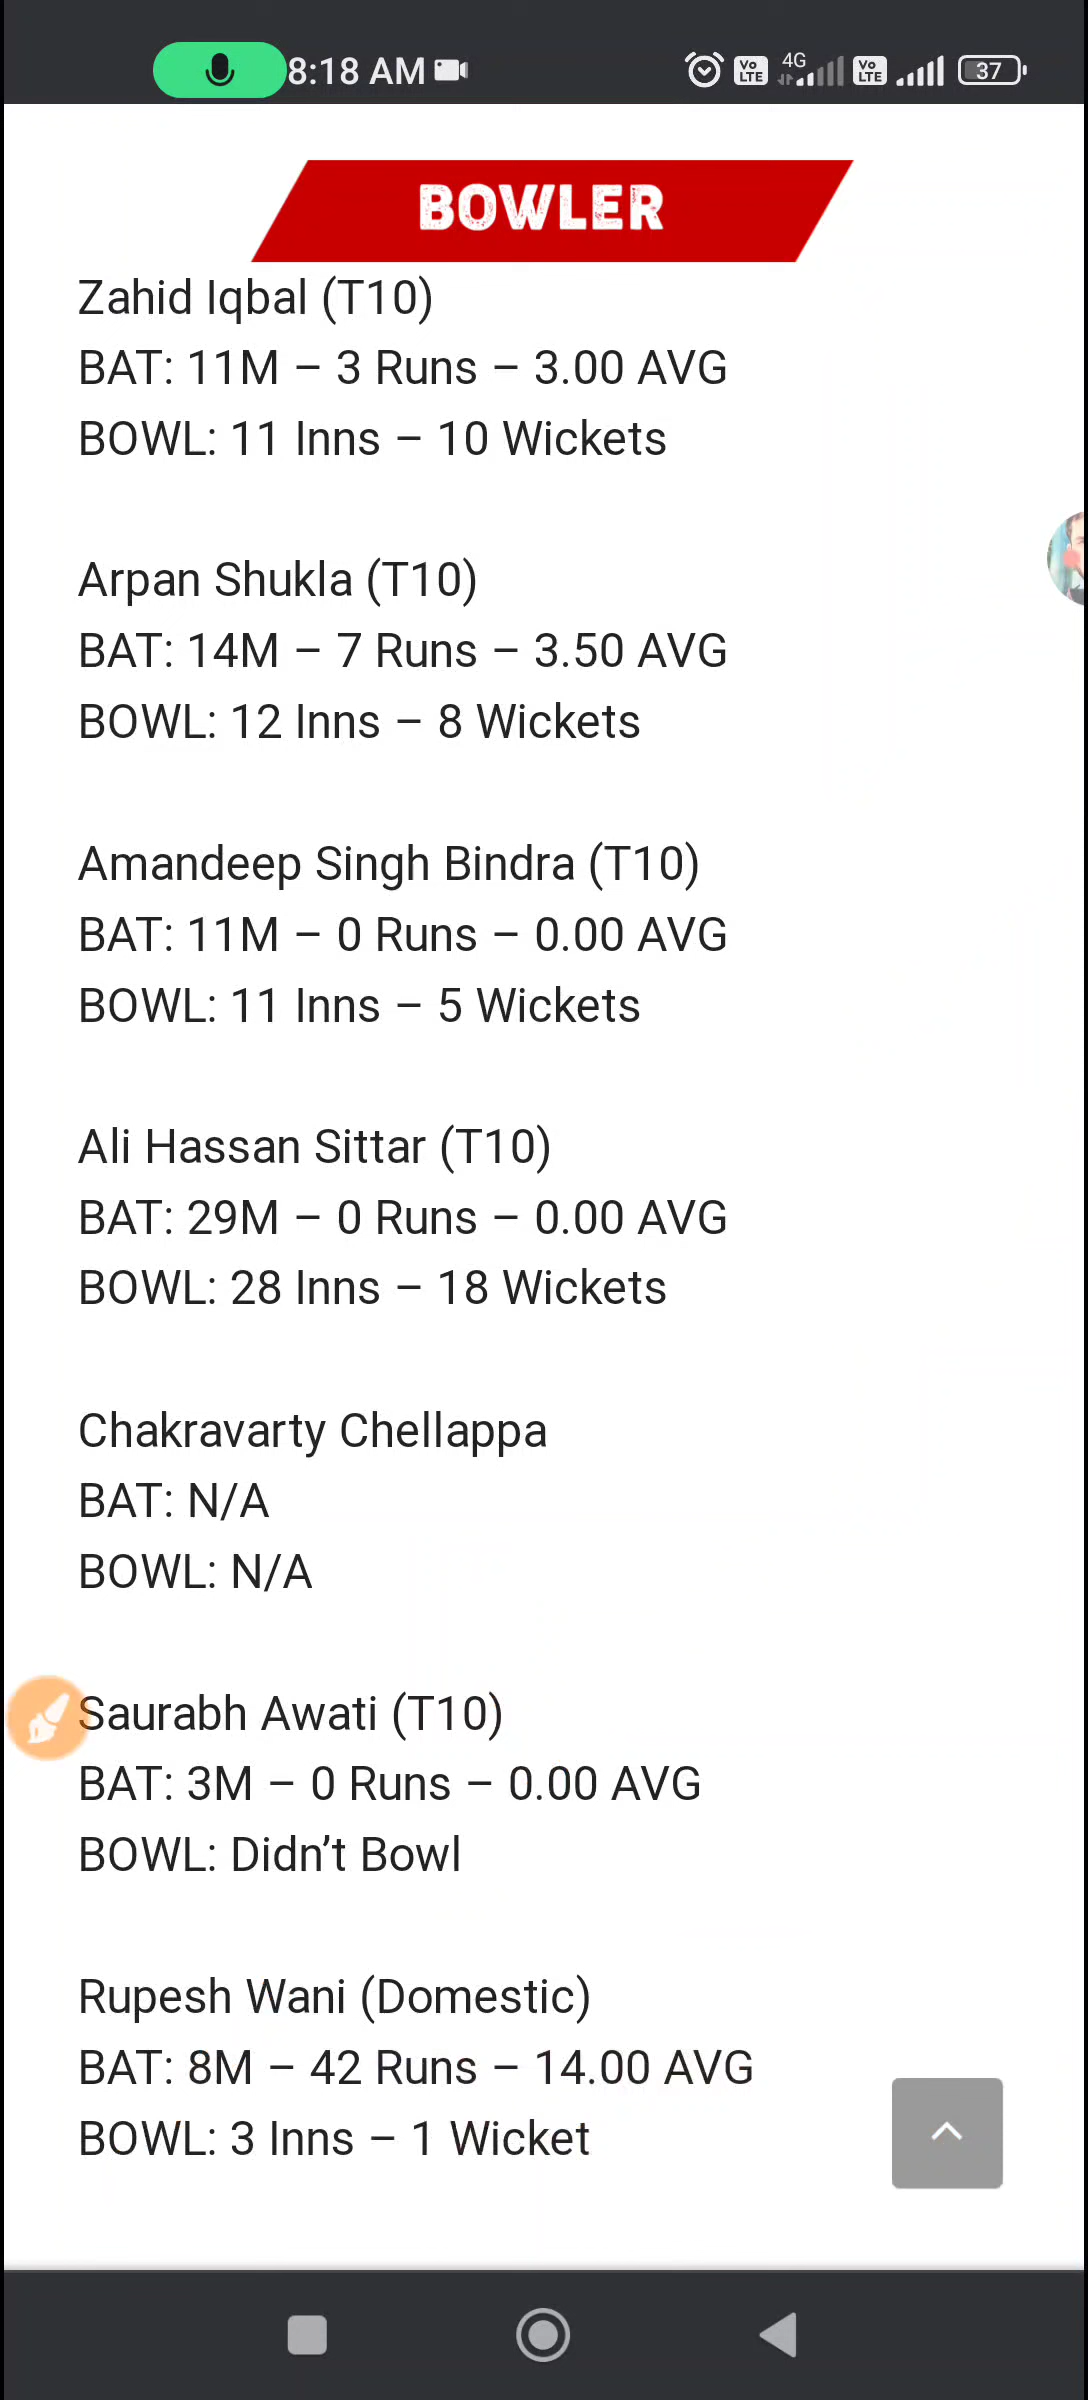 8:18 AM
Vo LTE 4G Vo LTE 37
BOWLER
Zahid Iqbal (T10)
BAT: 11M – 3 Runs – 3.00 AVG
BOWL: 11 Inns – 10 Wickets
Arpan Shukla (T10)
BAT: 14M – 7 Runs – 3.50 AVG
BOWL: 12 Inns – 8 Wickets
Amandeep Singh Bindra (T10)
BAT: 11M – 0 Runs – 0.00 AVG
BOWL: 11 Inns – 5 Wickets
Ali Hassan Sittar (T10)
BAT: 29M – 0 Runs – 0.00 AVG
BOWL: 28 Inns – 18 Wickets
Chakravarty Chellappa
BAT: N/A
BOWL: N/A
Saurabh Awati (T10)
BAT: 3M – 0 Runs – 0.00 AVG
BOWL: Didn’t Bowl
Rupesh Wani (Domestic)
BAT: 8M – 42 Runs – 14.00 AVG
BOWL: 3 Inns – 1 Wicket